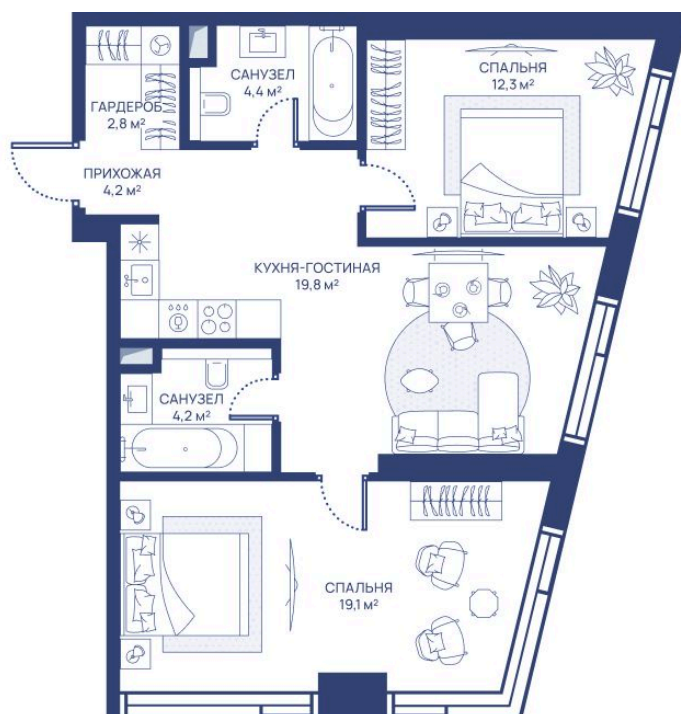 САНУЗЕЛ
4,4 м²
СПАЛЬНЯ
12,3 м²
ГАРДЕРОБ
2,8 м²
ПРИХОЖАЯ
4,2 м²
КУХНЯ-ГОСТИНАЯ
19,8 м²
САНУЗЕЛ
4,2 м²
СПАЛЬНЯ
19,1 м²